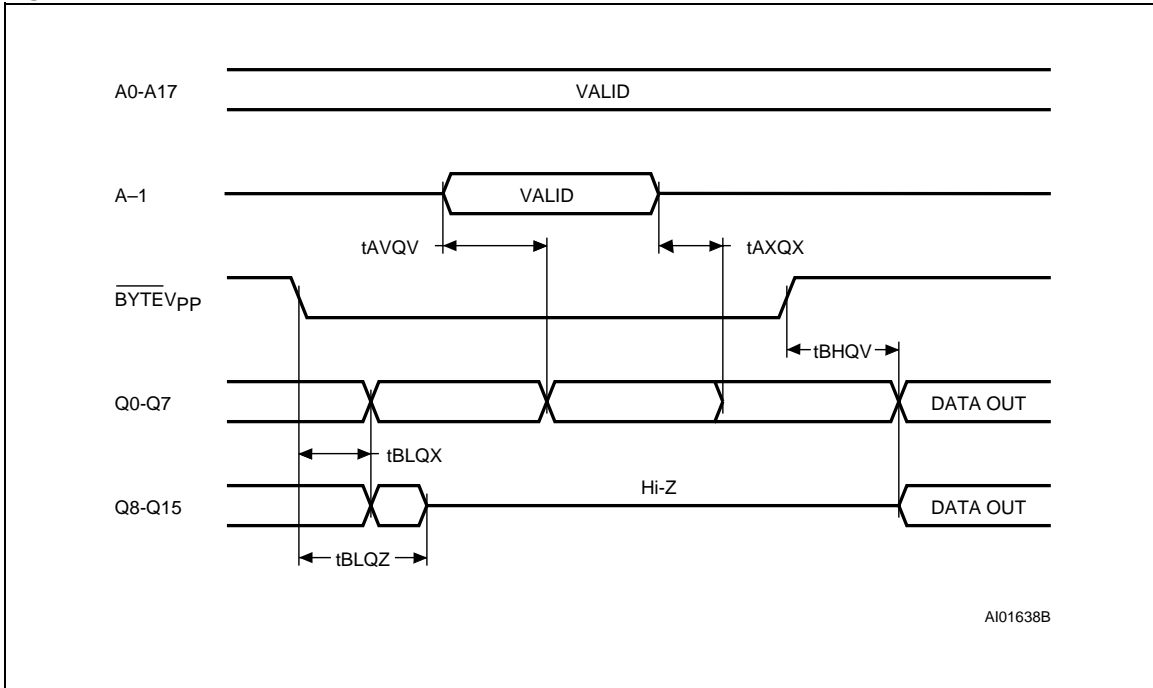 A0-A17 VALID
A–1 VALID
tAVQV tAXQX
BYTEVPP
tBHQV
Q0-Q7 DATA OUT
tBLQX
Hi-Z
Q8-Q15 DATA OUT
tBLQZ
AI01638B